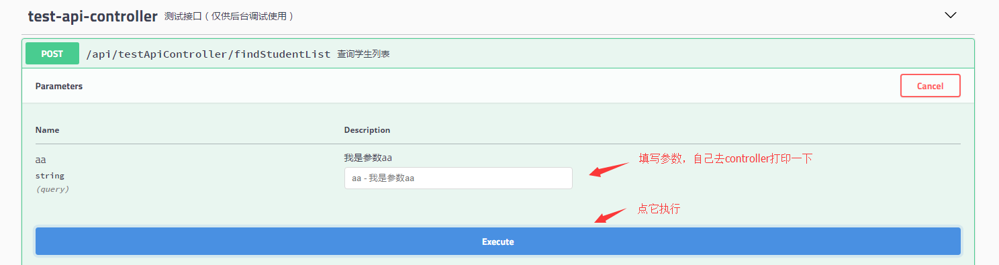 test-api-controller 测试接口（仅供后台调试使用）
POST /api/testApiController/findStudentList 查询学生列表
Parameters Cancel
Name Description
aa 我是参数aa
string aa - 我是参数aa
(query)
填写参数，自己去controller打印一下
点它执行
Execute